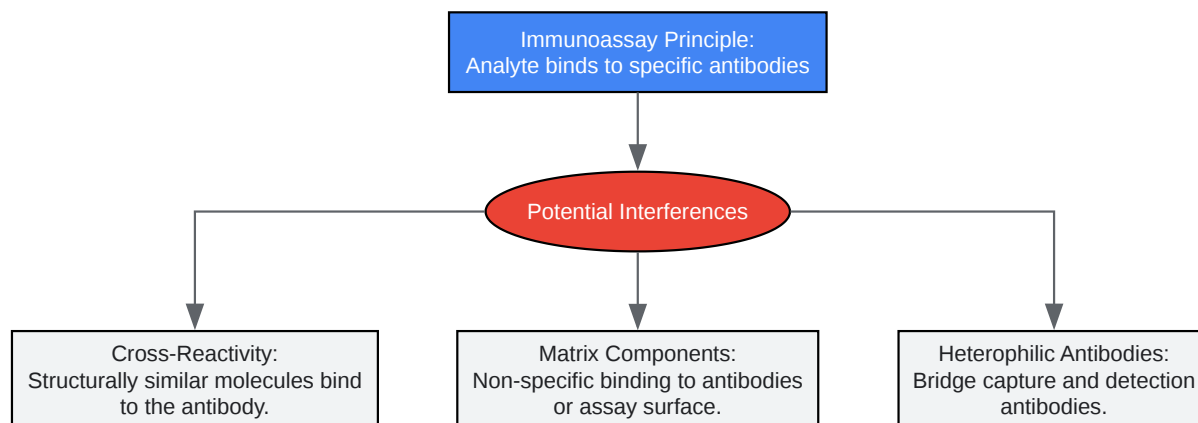 Immunoassay Principle:
Analyte binds to specific antibodies
Potential Interferences
Cross-Reactivity:
Structurally similar molecules bind
to the antibody.
Matrix Components:
Non-specific binding to antibodies
or assay surface.
Heterophilic Antibodies:
Bridge capture and detection
antibodies.